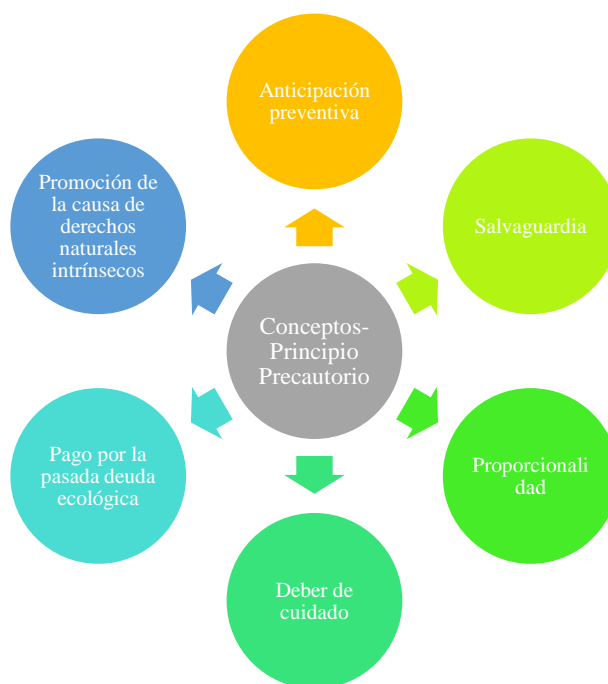 Anticipación
preventiva
Promoción de
la causa de
derechos
naturales
intrínsecos
Salvaguardia
Conceptos-
Principio
Precautorio
Pago por la
pasada deuda
ecológica
Proporcionali
dad
Deber de
cuidado